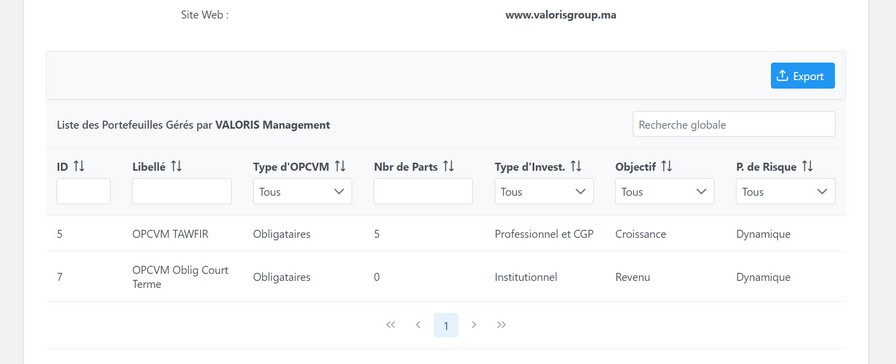 Site Web : www.valorisgroup.ma
Export
Liste des Portefeuilles Gérés par VALORIS Management Recherche globale
ID Libellé Type d'OPCVM Nbr de Parts Type d'Invest. Objectif P. de Risque
Tous Tous Tous Tous
5 OPCVM TAWFIR Obligataires 5 Professionnel et CGP Croissance Dynamique
7 OPCVM Oblig Court Terme Obligataires 0 Institutionnel Revenu Dynamique
1